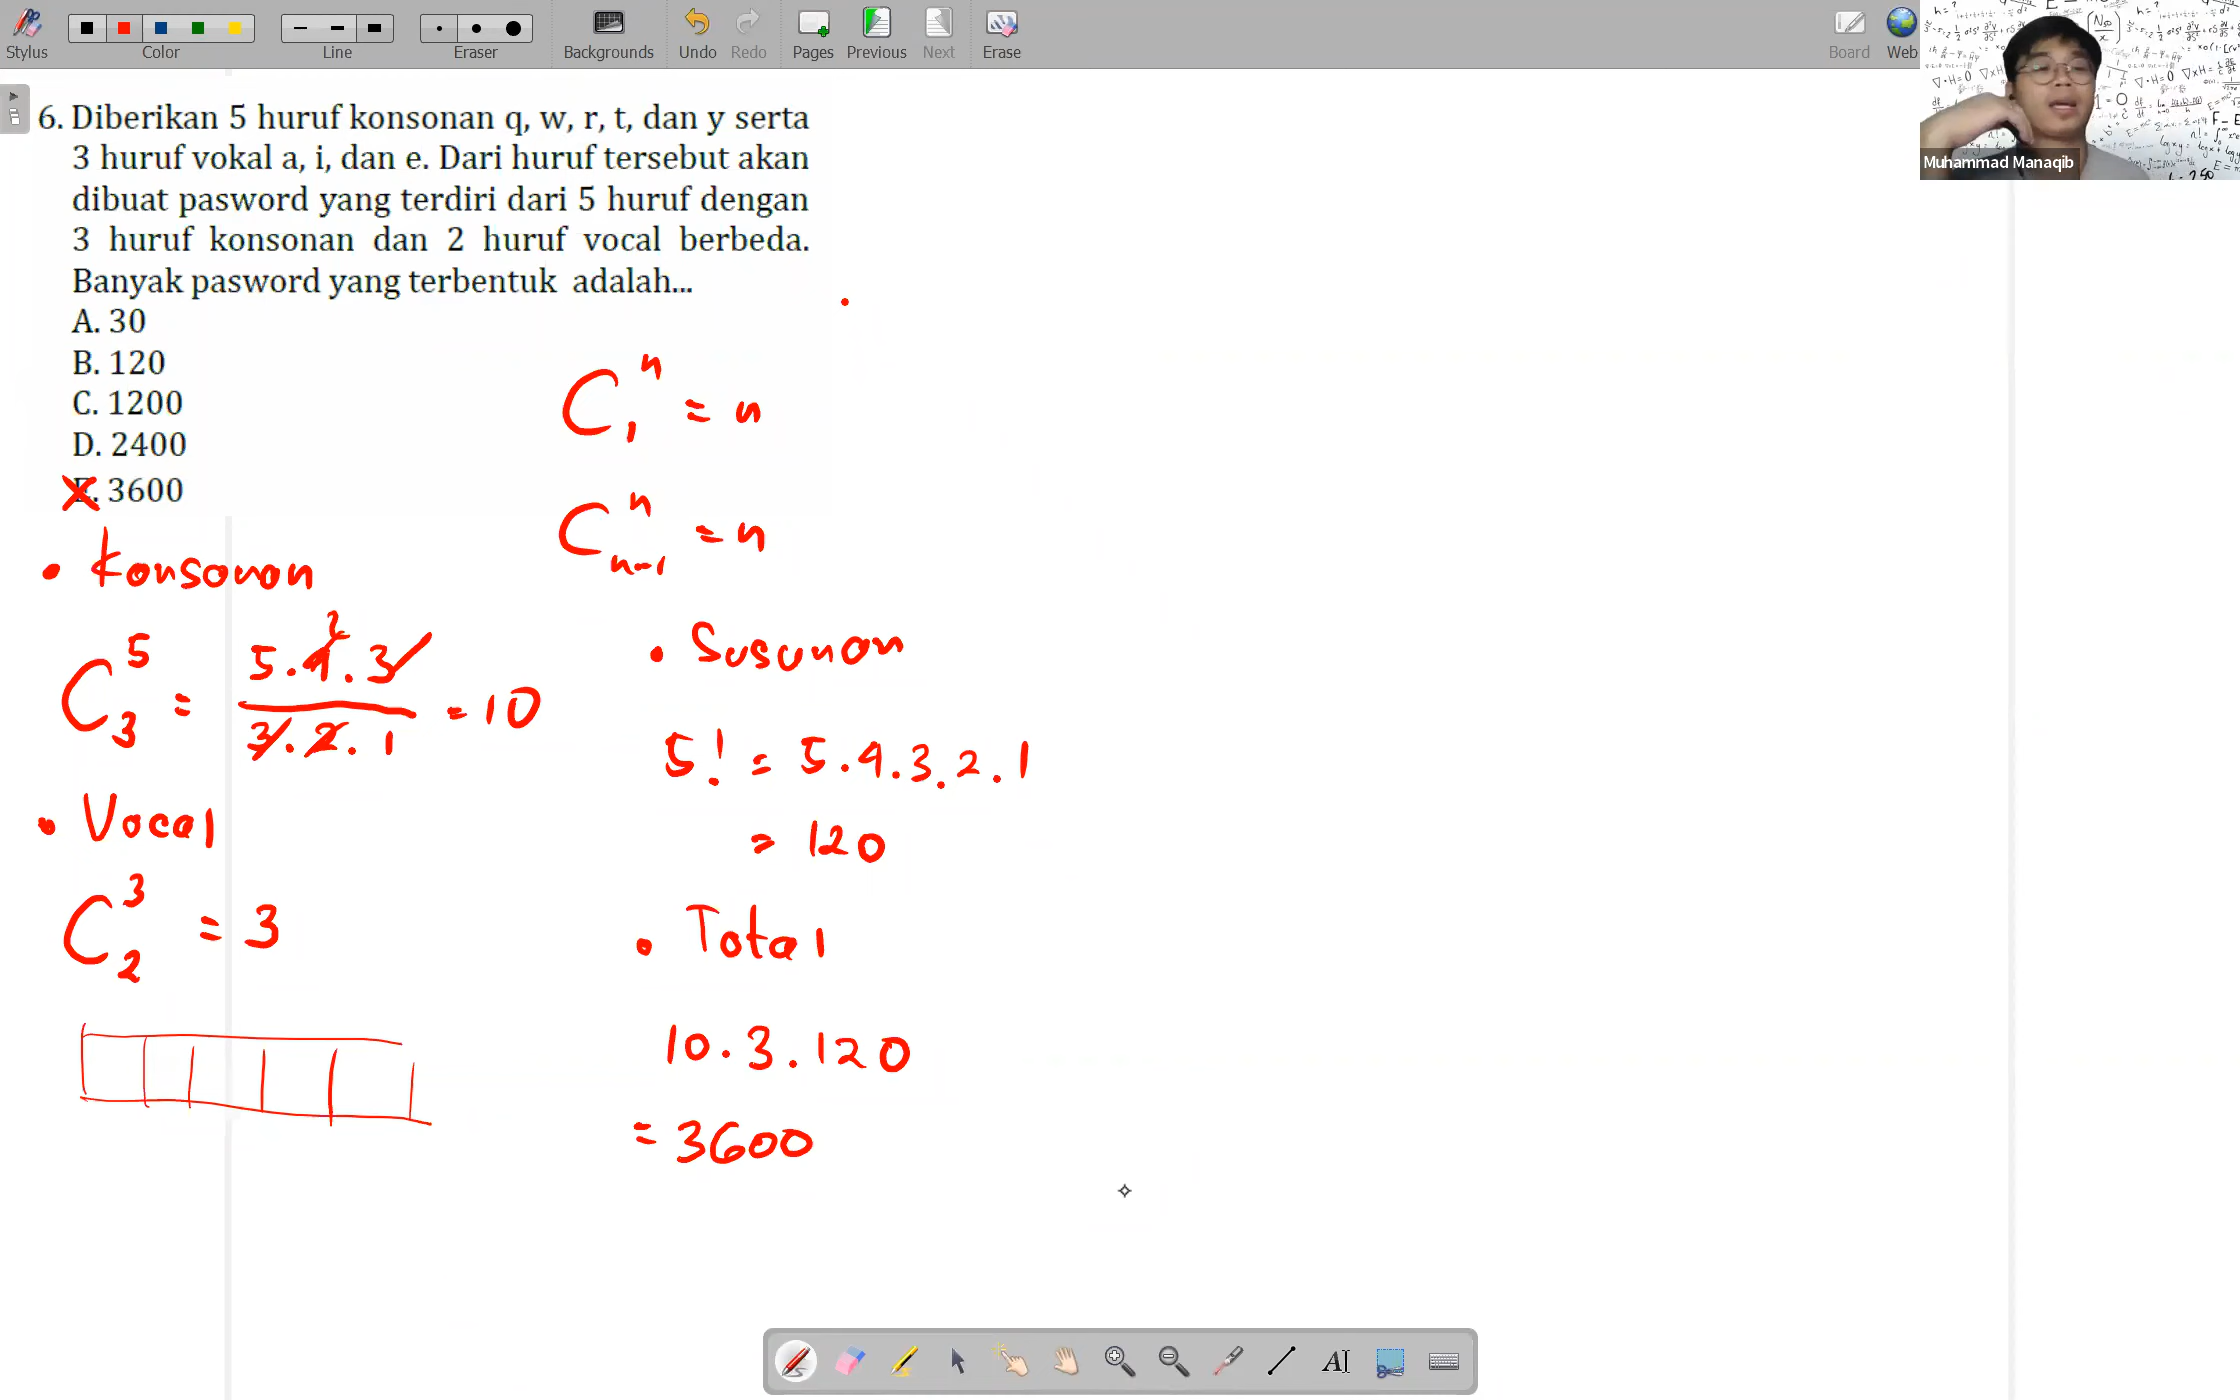 Stylus
Color
Line
Eraser
Backgrounds
Undo
Redo
Pages
Previous
Next
Erase
Board
Web
Muhammad Manaqib
6. Diberikan 5 huruf konsonan q, w, r, t, dan y serta
3 huruf vokal a, i, dan e. Dari huruf tersebut akan
dibuat pasword yang terdiri dari 5 huruf dengan
3 huruf konsonan dan 2 huruf vocal berbeda.
Banyak pasword yang terbentuk adalah...
A. 30
B. 120
C. 1200
D. 2400
E. 3600
• Konsonan
C₃⁵ = 5.4.3 / 3.2.1 = 10
2
• Vocal
C₂³ = 3
C₁ⁿ = n
Cₙ₋₁ⁿ = n
• Susunan
5! = 5.4.3.2.1
= 120
• Total
10.3.120
= 3600